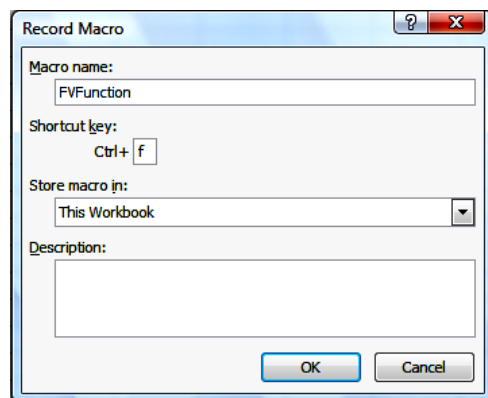 Record Macro
Macro name:
FVFunction
Shortcut key:
Ctrl+ f
Store macro in:
This Workbook
Description:
OK Cancel